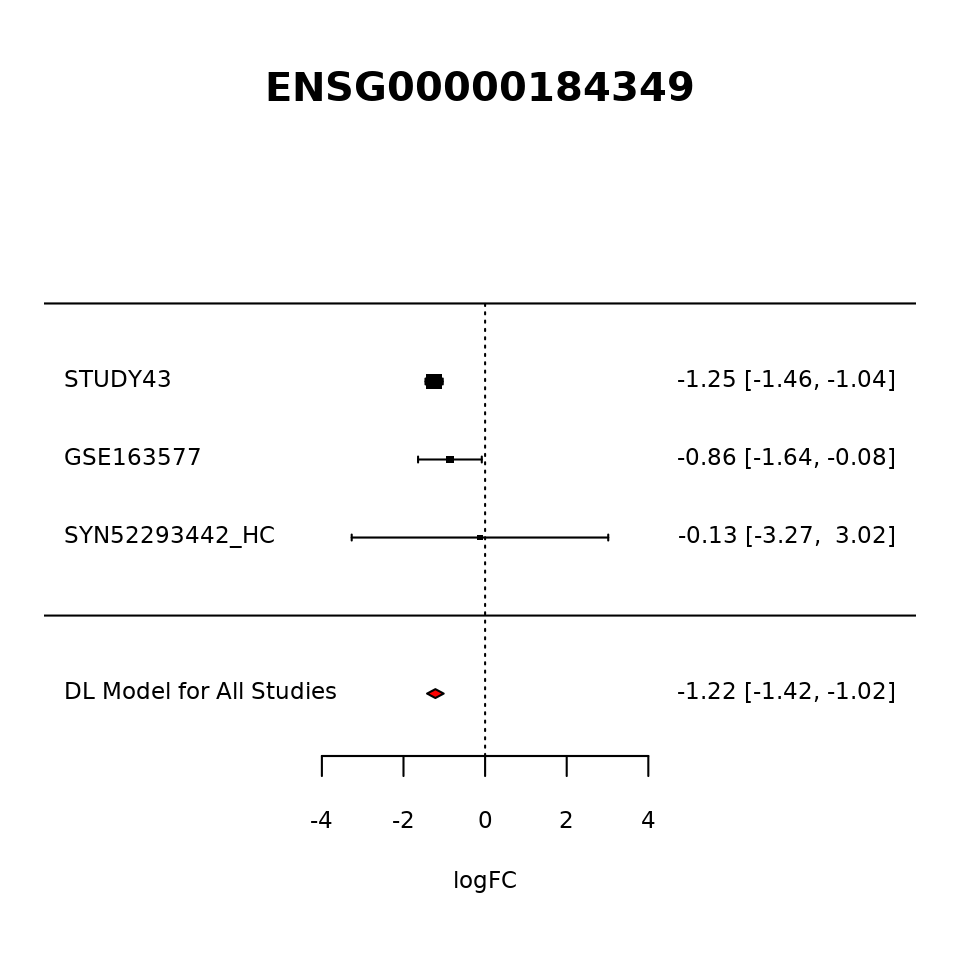 ENSG00000184349
STUDY43 -1.25 [-1.46, -1.04]
GSE163577 -0.86 [-1.64, -0.08]
SYN52293442_HC -0.13 [-3.27,  3.02]
DL Model for All Studies -1.22 [-1.42, -1.02]
-4 -2 0 2 4
logFC